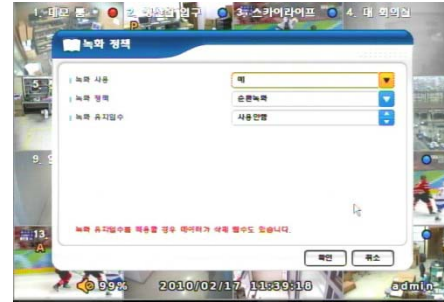 3. 스카이라이프
4. 대 회의실
녹화 정책
녹화 사용 예
녹화 정책 순환녹화
녹화 유지일수 사용안함
녹화 유지일수를 적용할 경우 데이터가 삭제 될수도 있습니다.
확인 취소
13.
A
99% 2010/02/17 11:39:18 admin